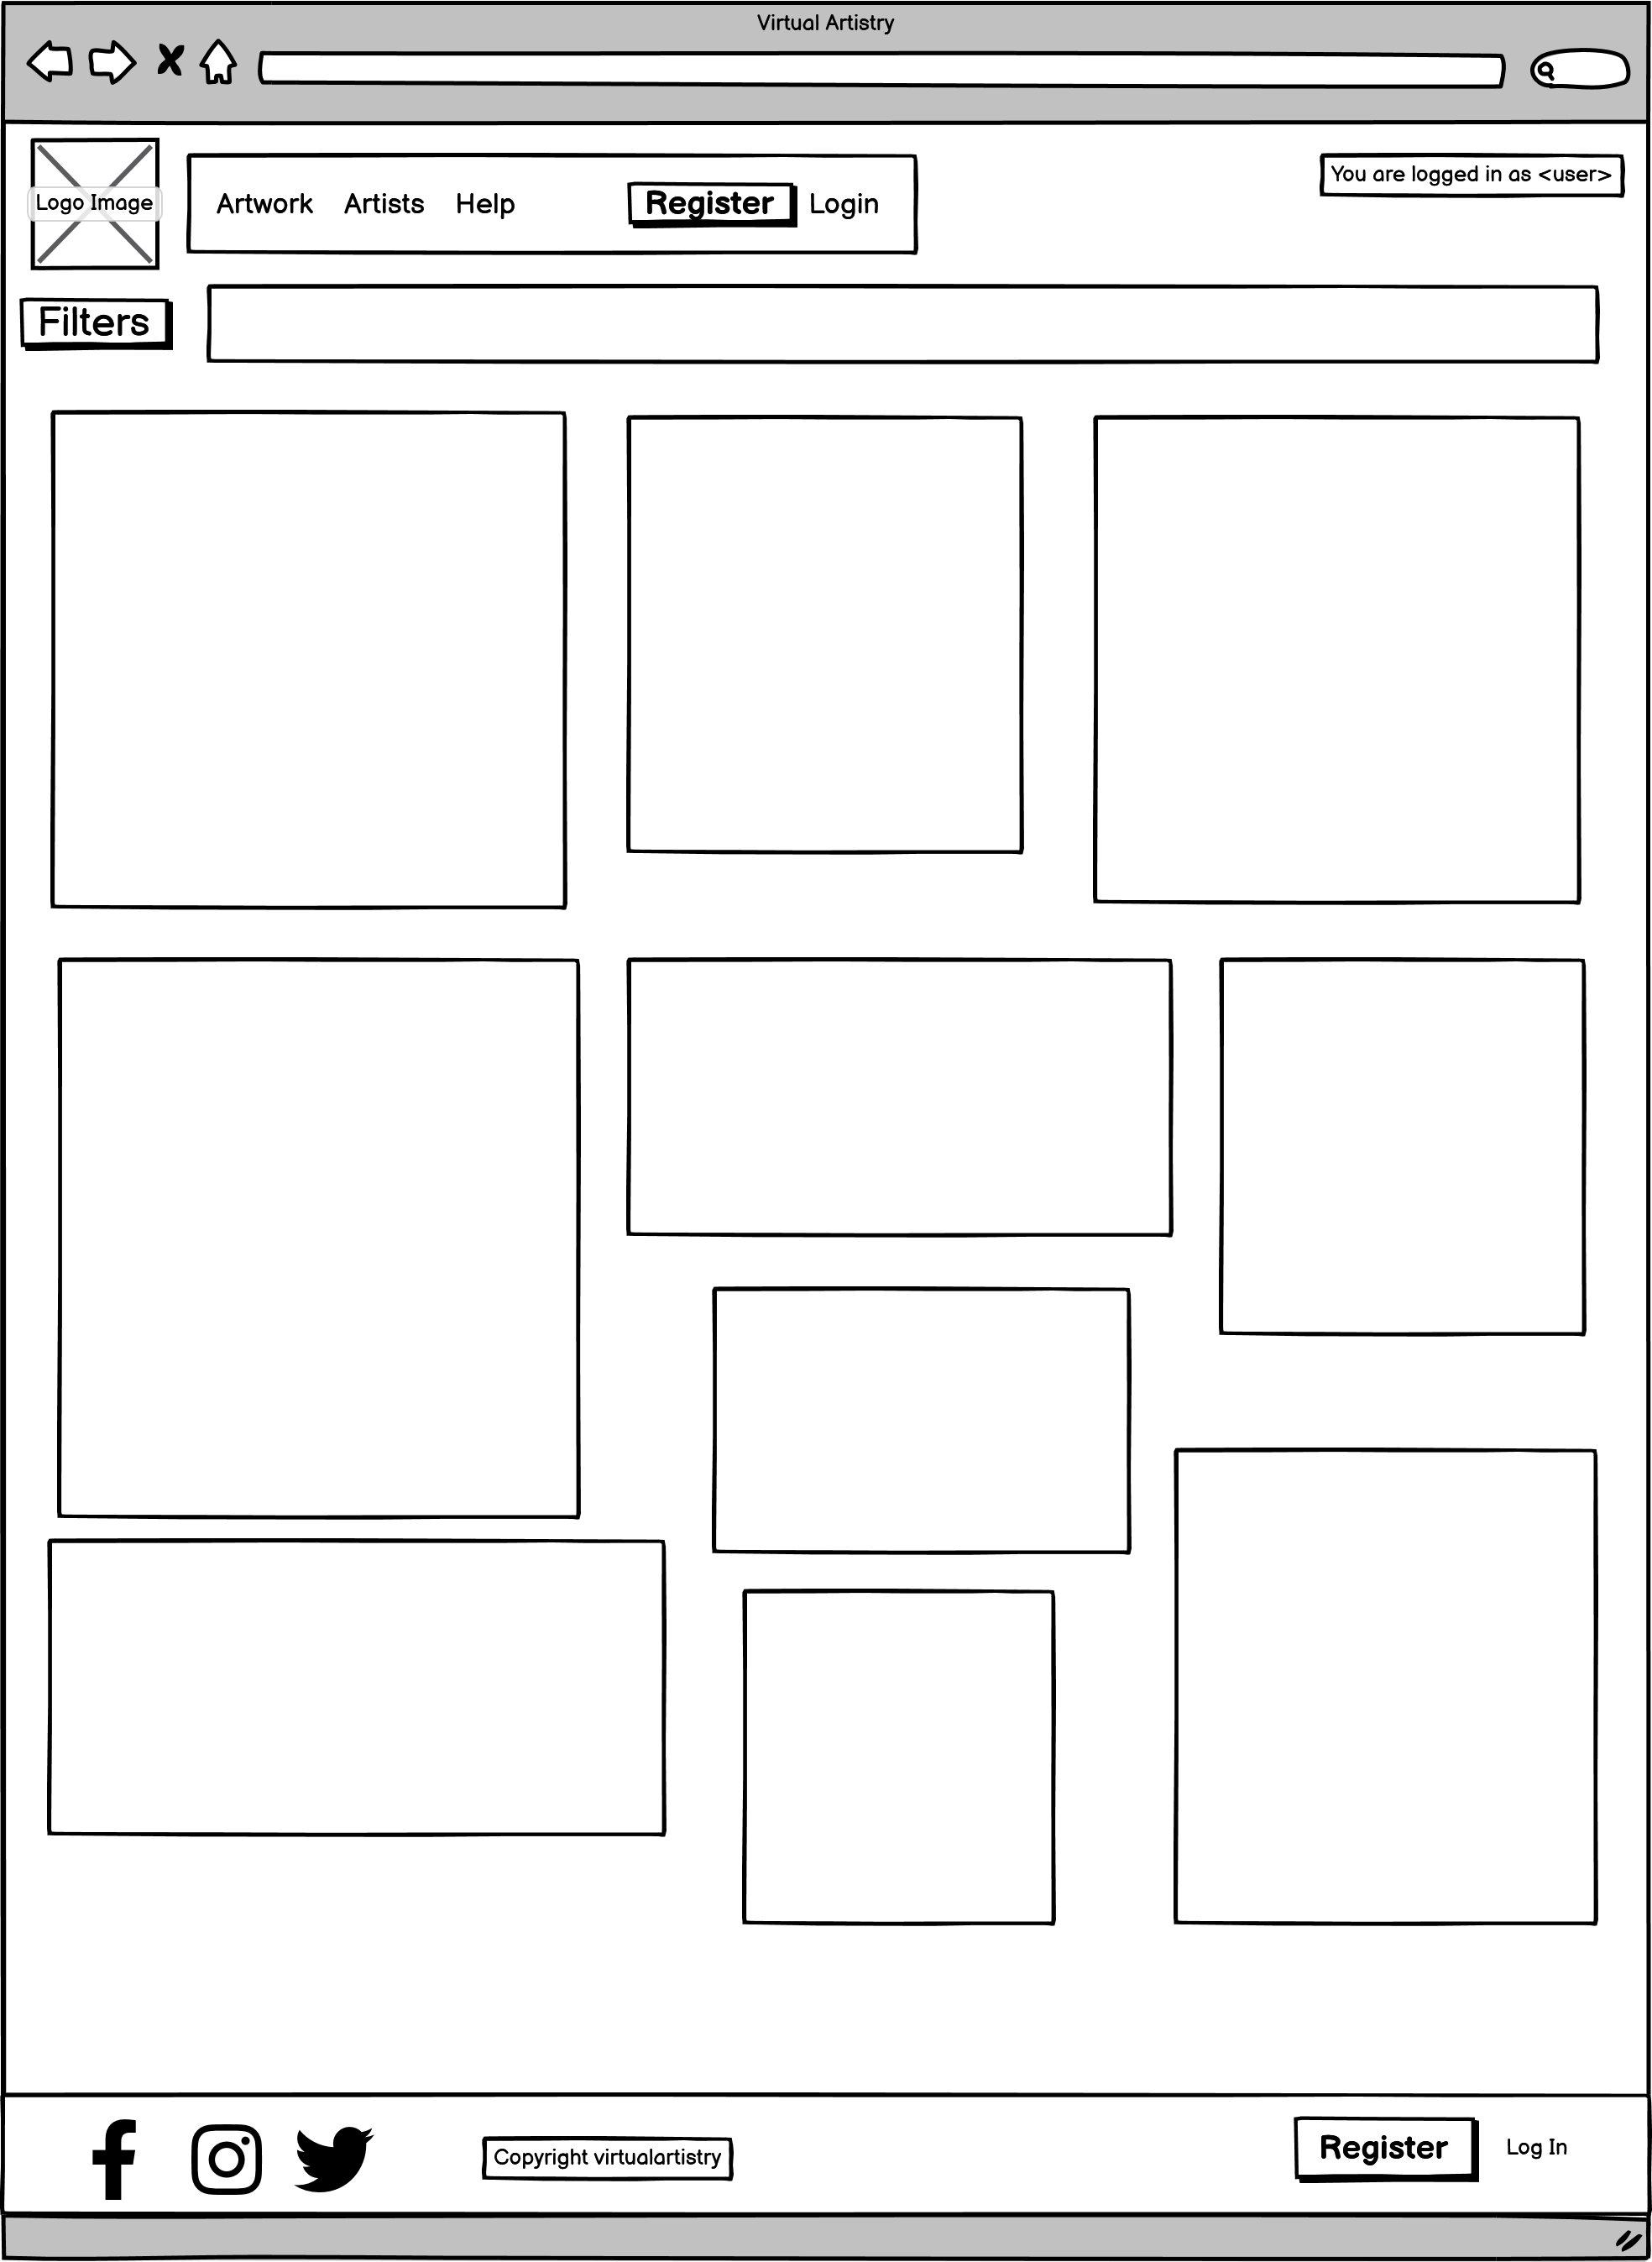 Virtual Artistry
Logo Image
Artwork Artists Help Register Login
You are logged in as <user>
Filters
Copyright virtualartistry
Register Log In